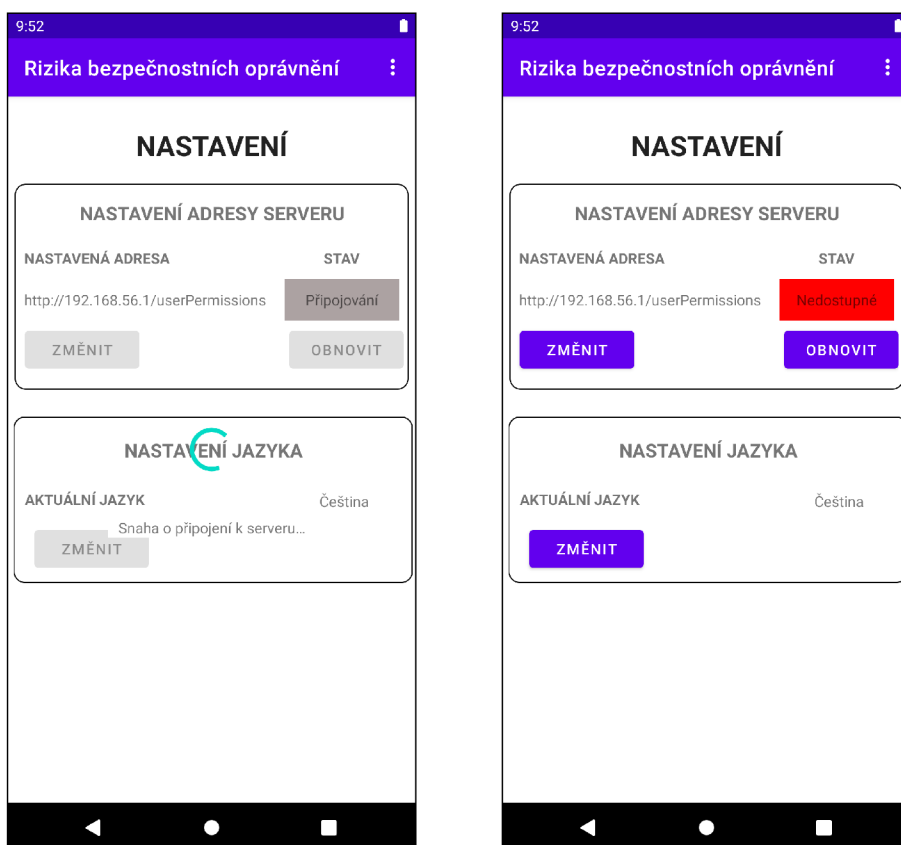 9:52
Rizika bezpečnostních oprávnění
NASTAVENÍ
NASTAVENÍ ADRESY SERVERU
NASTAVENÁ ADRESA STAV
http://192.168.56.1/userPermissions Připojování
ZMĚNIT OBNOVIT
NASTAVENÍ JAZYKA
AKTUÁLNÍ JAZYK Čeština
Snaha o připojení k serveru...
ZMĚNIT
9:52
Rizika bezpečnostních oprávnění
NASTAVENÍ
NASTAVENÍ ADRESY SERVERU
NASTAVENÁ ADRESA STAV
http://192.168.56.1/userPermissions Nedostupné
ZMĚNIT OBNOVIT
NASTAVENÍ JAZYKA
AKTUÁLNÍ JAZYK Čeština
ZMĚNIT